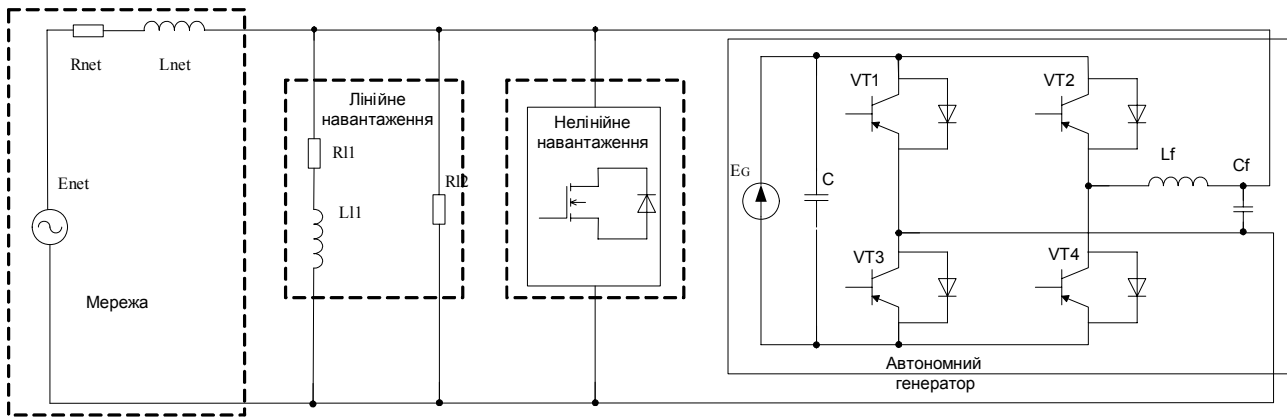 Rnet
Lnet
Enet
Мережа
Лінійне
навантаження
Rl1
Ll1
Rl2
Нелінійне
навантаження
EG
C
VT1
VT2
VT3
VT4
Lf
Cf
Автономний
генератор